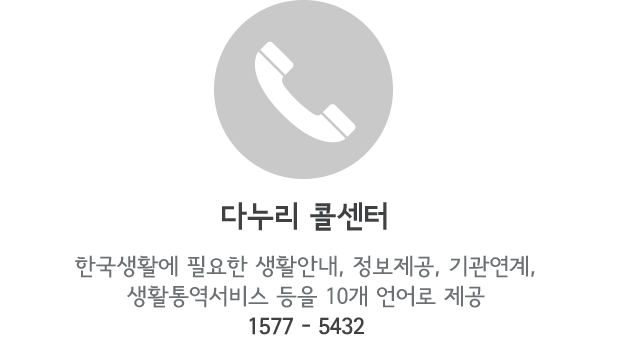 다누리 콜센터
한국생활에 필요한 생활안내, 정보제공, 기관연계,
생활통역서비스 등을 10개 언어로 제공
1577 - 5432